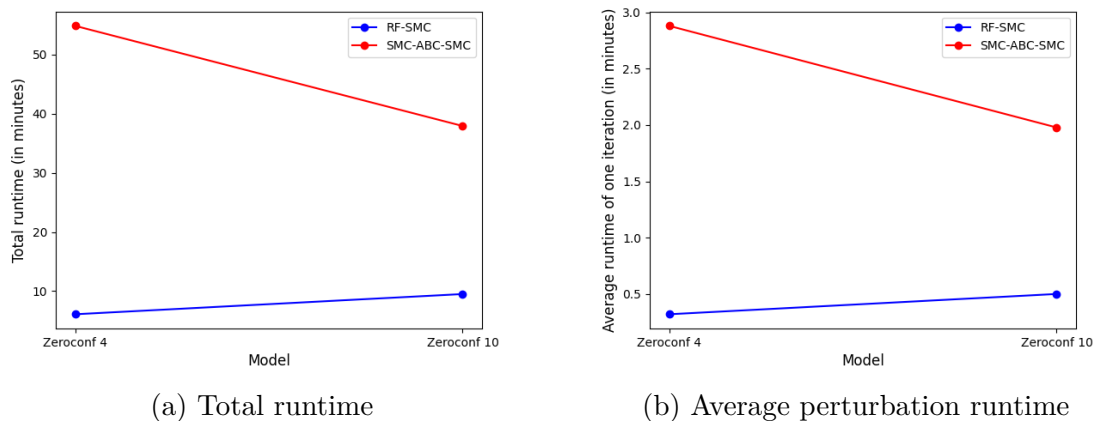 Total runtime (in minutes)
50
40
30
20
10
RF-SMC
SMC-ABC-SMC
Zeroconf 4
Zeroconf 10
Model
(a) Total runtime
Average runtime of one iteration (in minutes)
3.0
2.5
2.0
1.5
1.0
0.5
RF-SMC
SMC-ABC-SMC
Zeroconf 4
Zeroconf 10
Model
(b) Average perturbation runtime